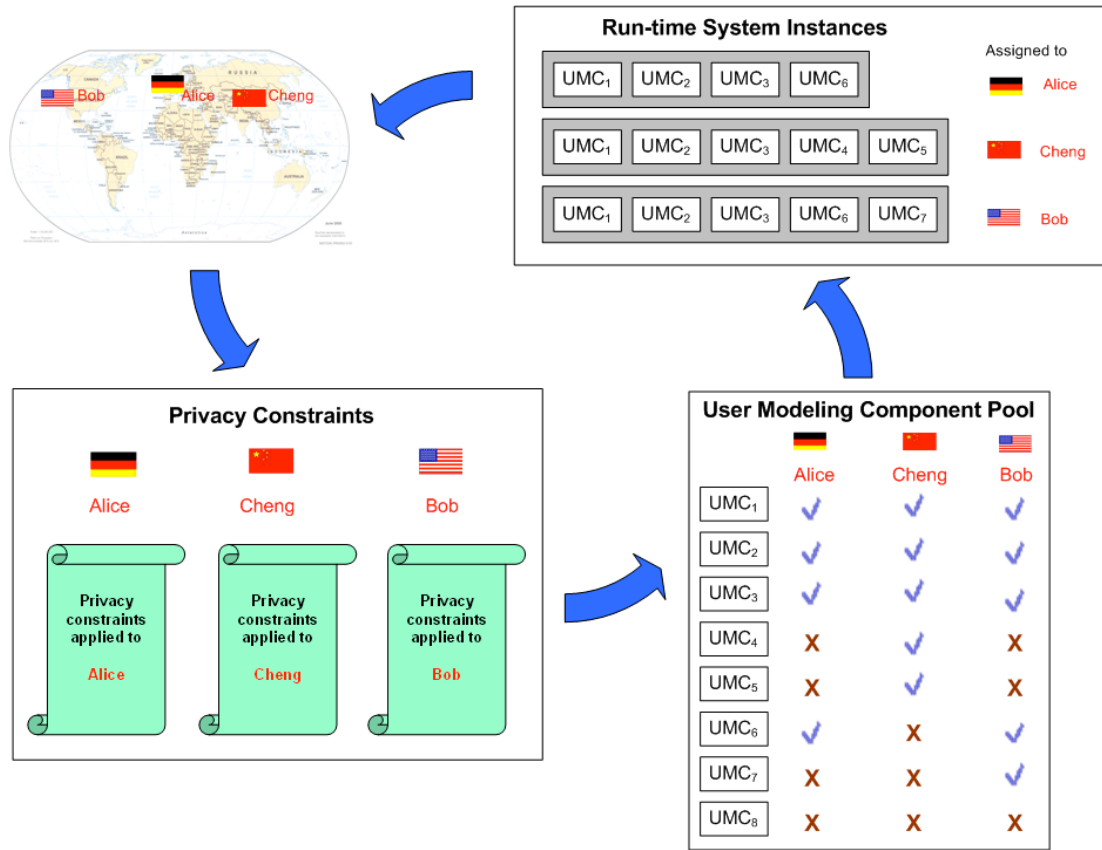 Run-time System Instances
Assigned to
UMC1 UMC2 UMC3 UMC6
Alice
UMC1 UMC2 UMC3 UMC4 UMC5
Cheng
UMC1 UMC2 UMC3 UMC6 UMC7
Bob
Bob
Alice
Cheng
RUSSIA
CANADA
BRAZIL
AUSTRALIA
Privacy Constraints
Alice Cheng Bob
Privacy
constraints
applied to
Alice
Privacy
constraints
applied to
Cheng
Privacy
constraints
applied to
Bob
User Modeling Component Pool
Alice Cheng Bob
UMC1
UMC2
UMC3
UMC4 X X
UMC5 X X
UMC6 X
UMC7 X X
UMC8 X X X